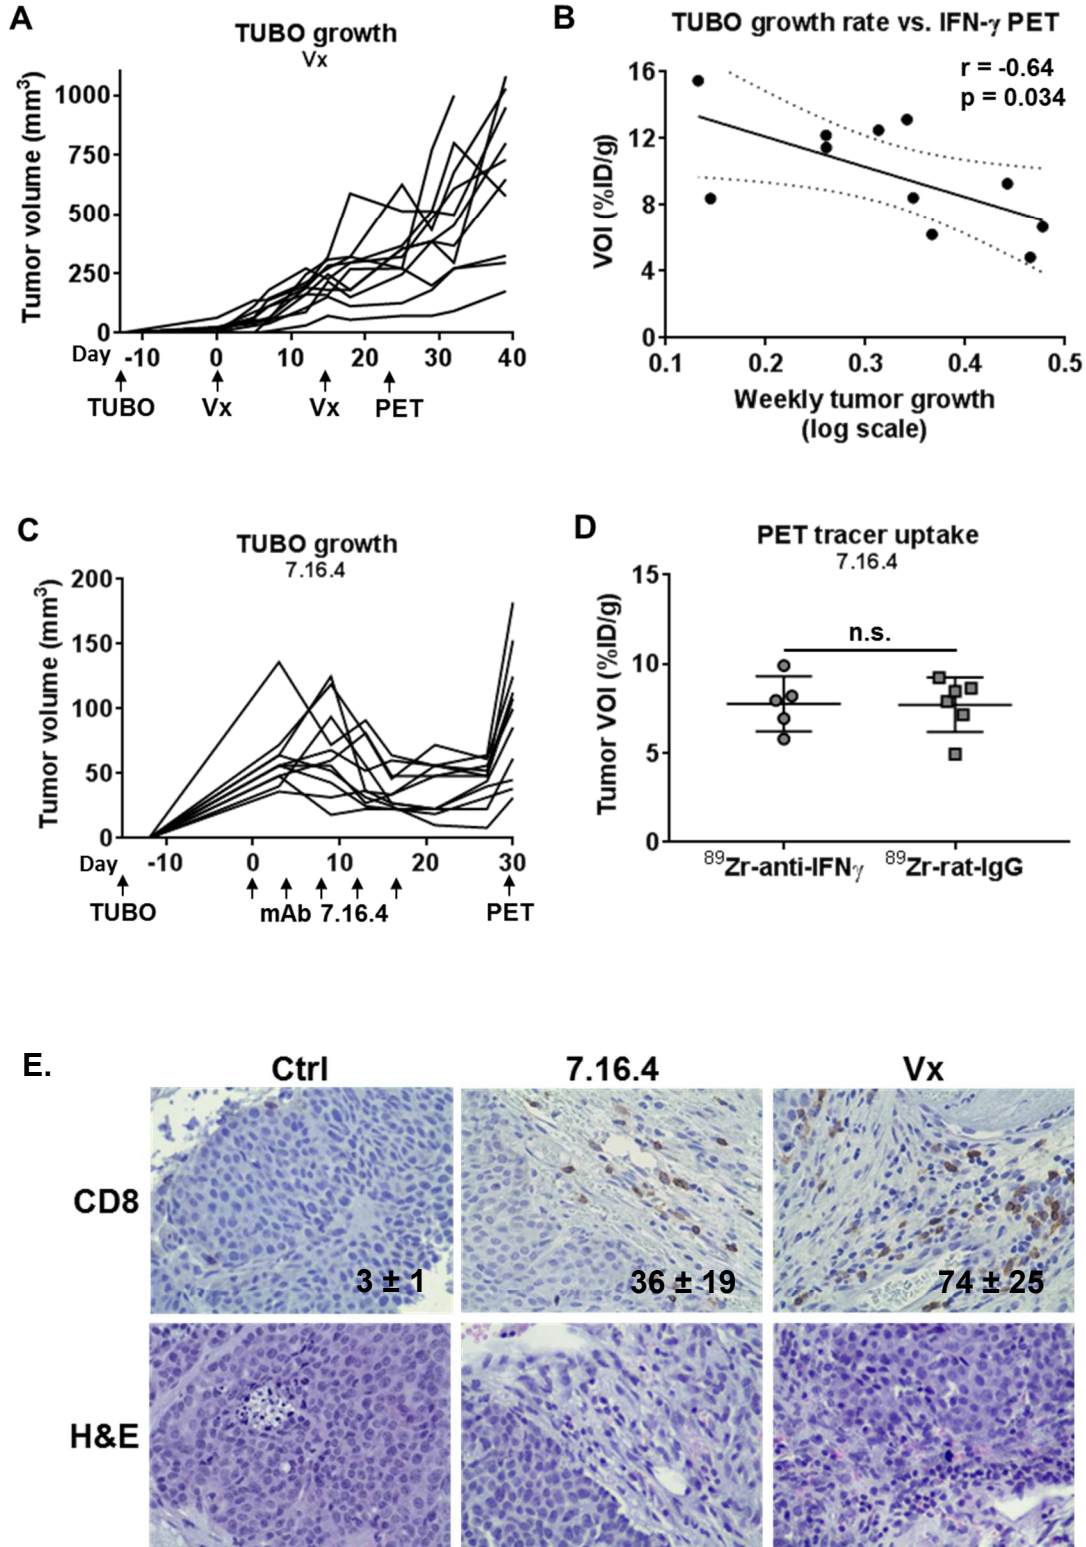 A
TUBO growth
Vx
Tumor volume (mm³)
1000
750
500
250
0
Day -10 0 10 20 30 40
TUBO Vx Vx PET
B
TUBO growth rate vs. IFN-γ PET
r = -0.64
p = 0.034
VOI (%ID/g)
16
12
8
4
0
0.1 0.2 0.3 0.4 0.5
Weekly tumor growth
(log scale)
C
TUBO growth
7.16.4
Tumor volume (mm³)
200
150
100
50
0
Day -10 0 10 20 30
TUBO mAb 7.16.4 PET
D
PET tracer uptake
7.16.4
n.s.
Tumor VOI (%ID/g)
15
10
5
0
⁸⁹Zr-anti-IFNγ ⁸⁹Zr-rat-IgG
E.
Ctrl 7.16.4 Vx
CD8
3 ± 1 36 ± 19 74 ± 25
H&E